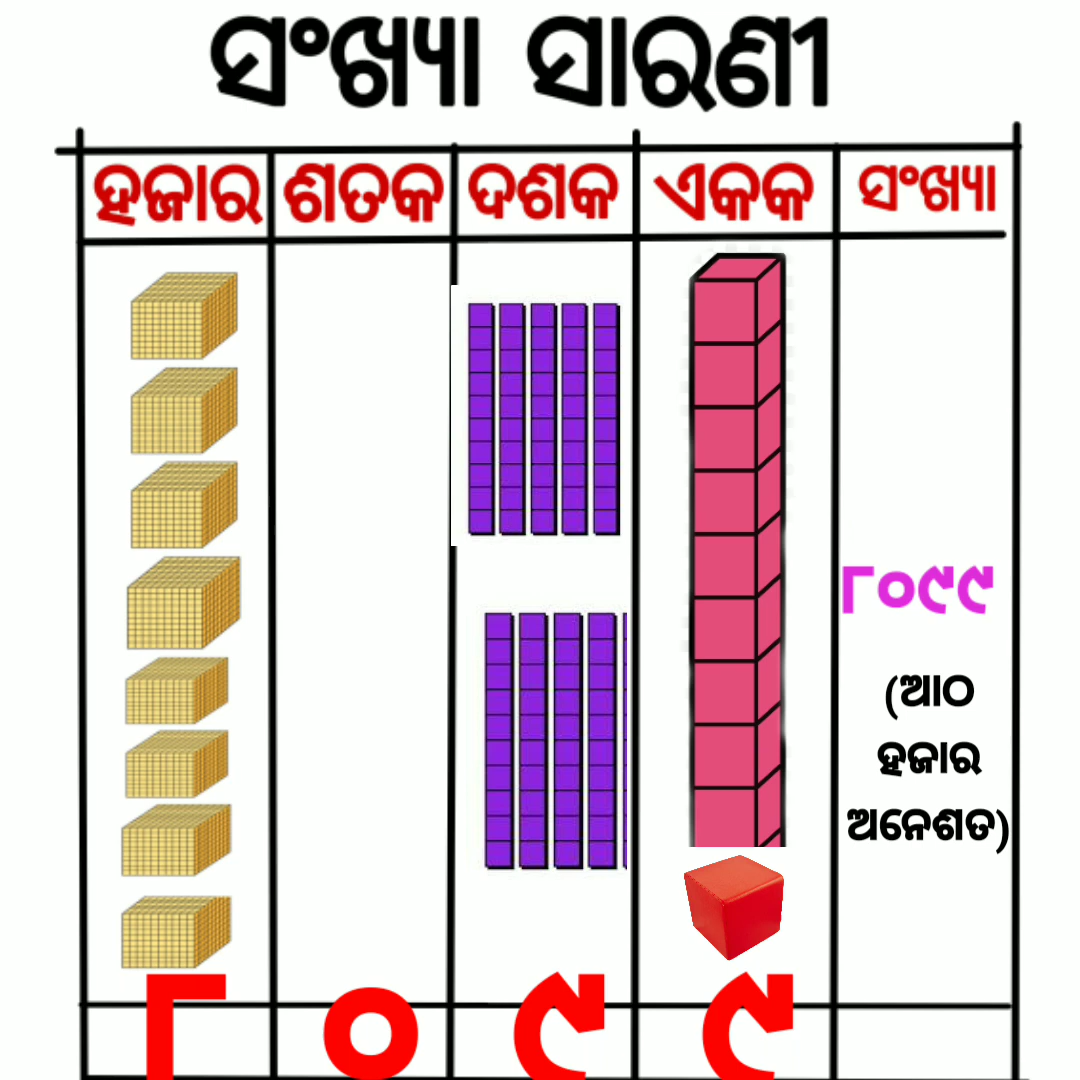 ସଂଖ୍ୟା ସାରଣୀ
ହଜାର ଶତକ ଦଶକ ଏକକ ସଂଖ୍ୟା
୮୦୯୯
(ଆଠ
ହଜାର
ଅନେଶତ)
୮ ୦ ୯ ୯